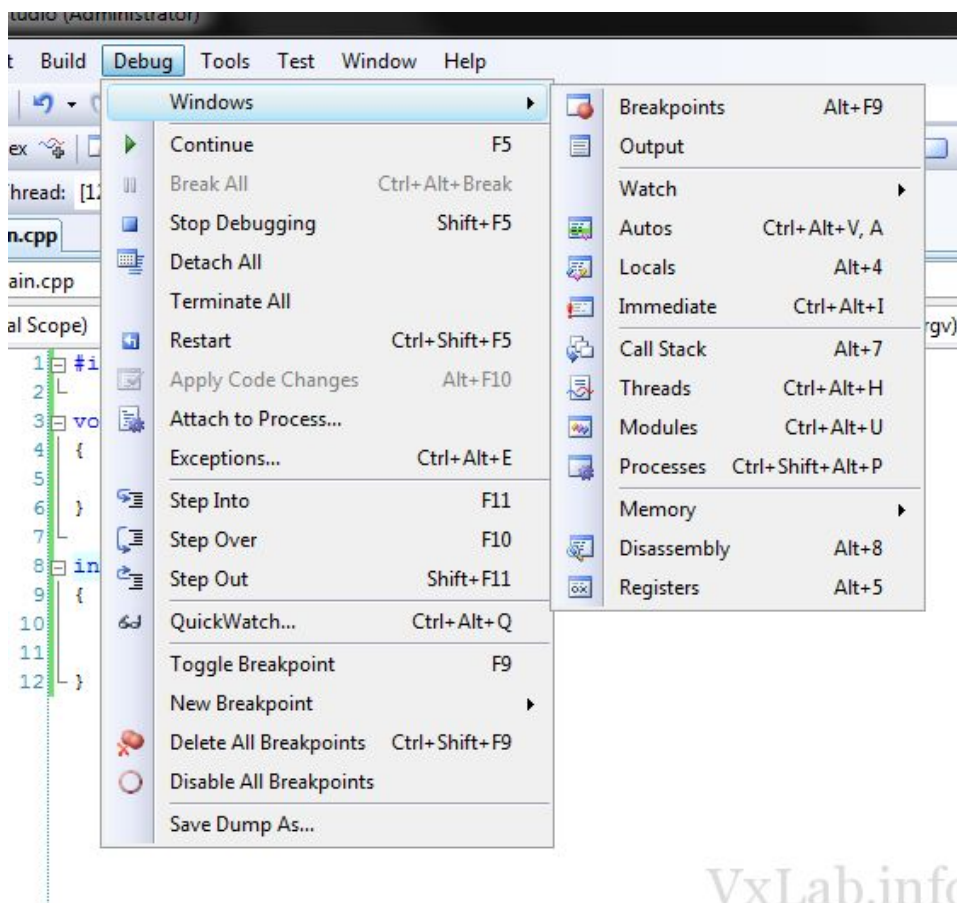 tudio (Administrator)
t Build Debug Tools Test Window Help
ex
hread: [12
n.cpp
ain.cpp
al Scope)
rgv)
1 #i
2
3 vo
4 {
5
6 }
7
8 in
9 {
10
11
12 }
Windows
Continue F5
Break All Ctrl+Alt+Break
Stop Debugging Shift+F5
Detach All
Terminate All
Restart Ctrl+Shift+F5
Apply Code Changes Alt+F10
Attach to Process...
Exceptions... Ctrl+Alt+E
Step Into F11
Step Over F10
Step Out Shift+F11
QuickWatch... Ctrl+Alt+Q
Toggle Breakpoint F9
New Breakpoint
Delete All Breakpoints Ctrl+Shift+F9
Disable All Breakpoints
Save Dump As...
Breakpoints Alt+F9
Output
Watch
Autos Ctrl+Alt+V, A
Locals Alt+4
Immediate Ctrl+Alt+I
Call Stack Alt+7
Threads Ctrl+Alt+H
Modules Ctrl+Alt+U
Processes Ctrl+Shift+Alt+P
Memory
Disassembly Alt+8
Registers Alt+5
VxLab.info